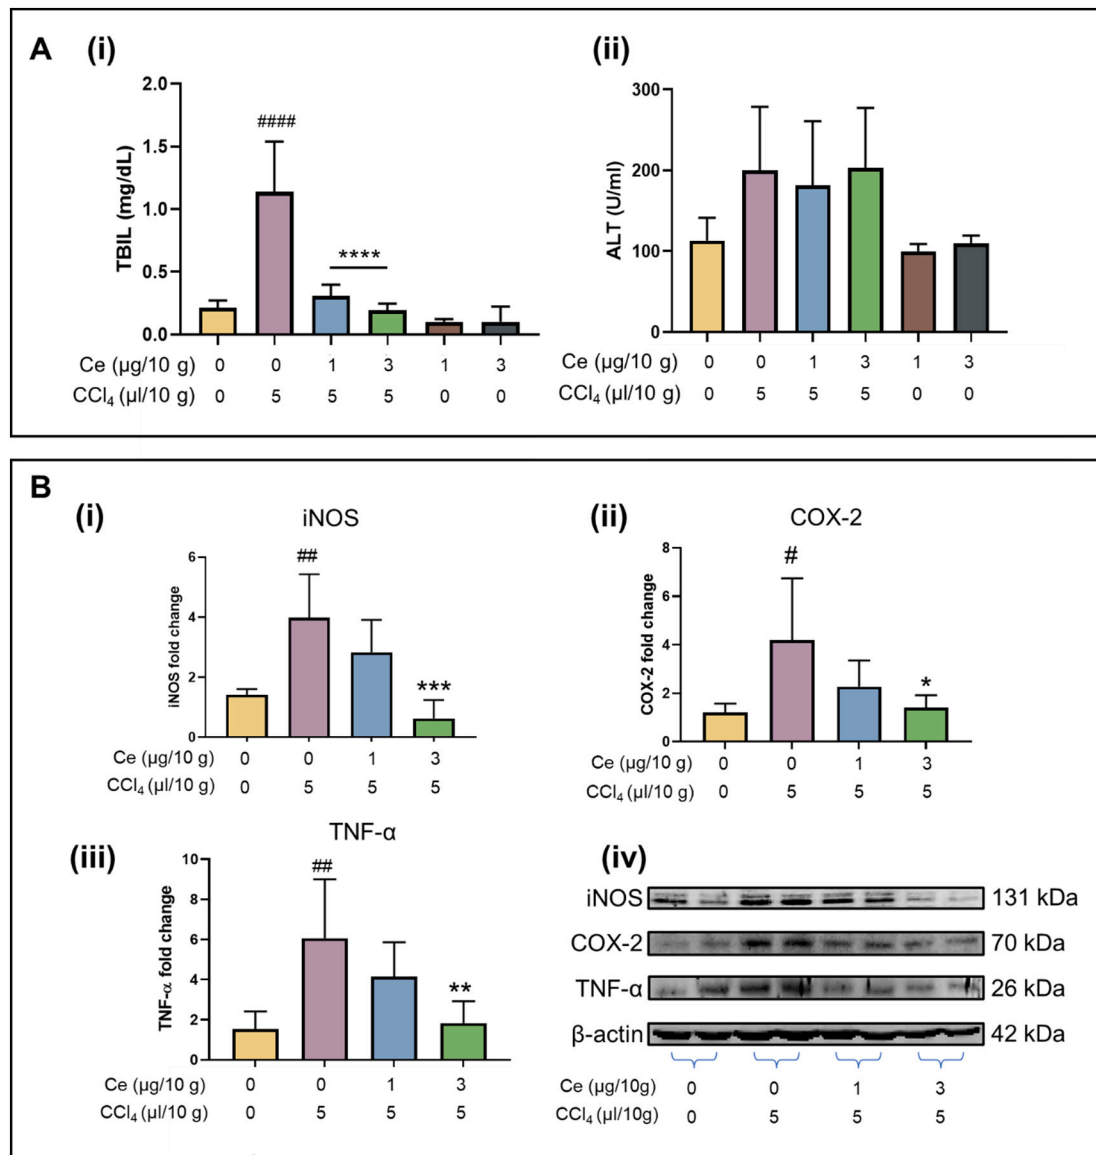 A (i) (ii)
TBIL (mg/dL)
2.0
1.5
1.0
0.5
0.0
####
****
Ce (µg/10 g) 0 0 1 3 1 3
CCl₄ (µl/10 g) 0 5 5 5 0 0
ALT (U/ml)
300
200
100
0
Ce (µg/10 g) 0 0 1 3 1 3
CCl₄ (µl/10 g) 0 5 5 5 0 0
B
(i) iNOS
iNOS fold change
6
4
2
0
##
***
Ce (µg/10 g) 0 0 1 3
CCl₄ (µl/10 g) 0 5 5 5
(ii) COX-2
COX-2 fold change
8
6
4
2
0
#
*
Ce (µg/10 g) 0 0 1 3
CCl₄ (µl/10 g) 0 5 5 5
(iii) TNF-α
TNF-α fold change
10
8
6
4
2
0
##
**
Ce (µg/10 g) 0 0 1 3
CCl₄ (µl/10 g) 0 5 5 5
(iv)
iNOS 131 kDa
COX-2 70 kDa
TNF-α 26 kDa
β-actin 42 kDa
Ce (µg/10g) 0 0 1 3
CCl₄ (µl/10g) 0 5 5 5